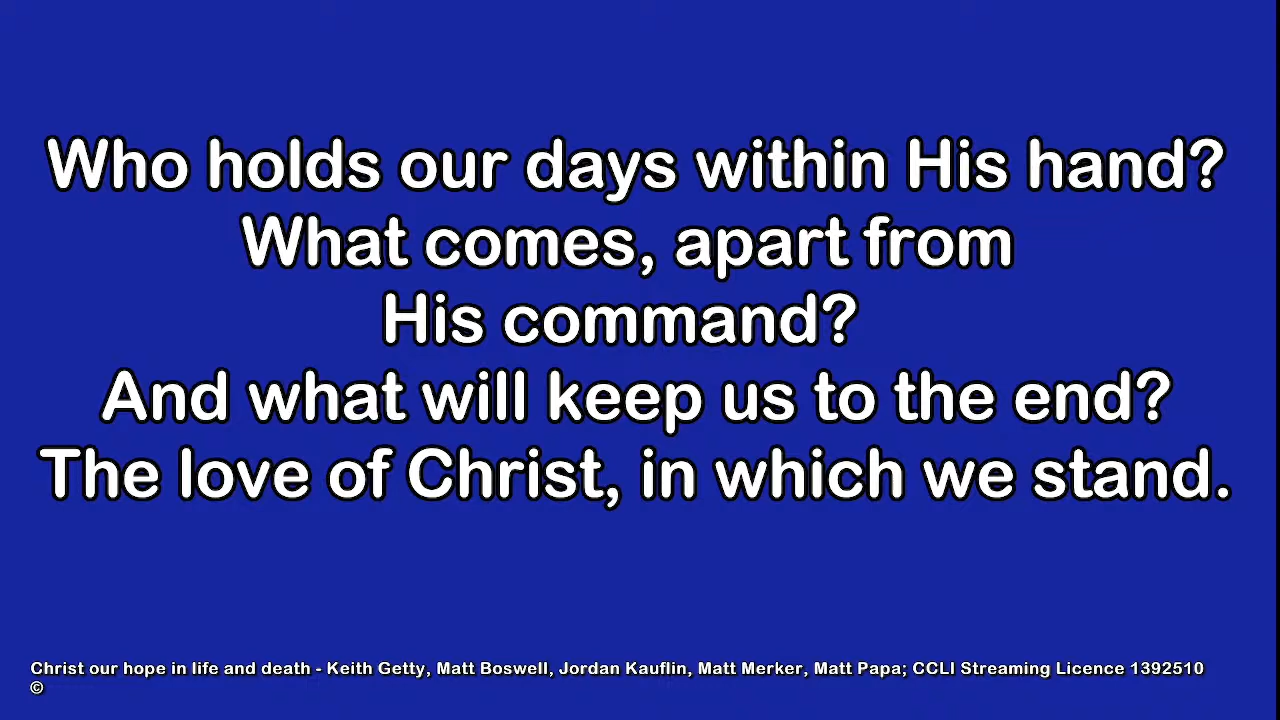 Who holds our days within His hand?
What comes, apart from
His command?
And what will keep us to the end?
The love of Christ, in which we stand.
Christ our hope in life and death - Keith Getty, Matt Boswell, Jordan Kauflin, Matt Merker, Matt Papa; CCLI Streaming Licence 1392510
©